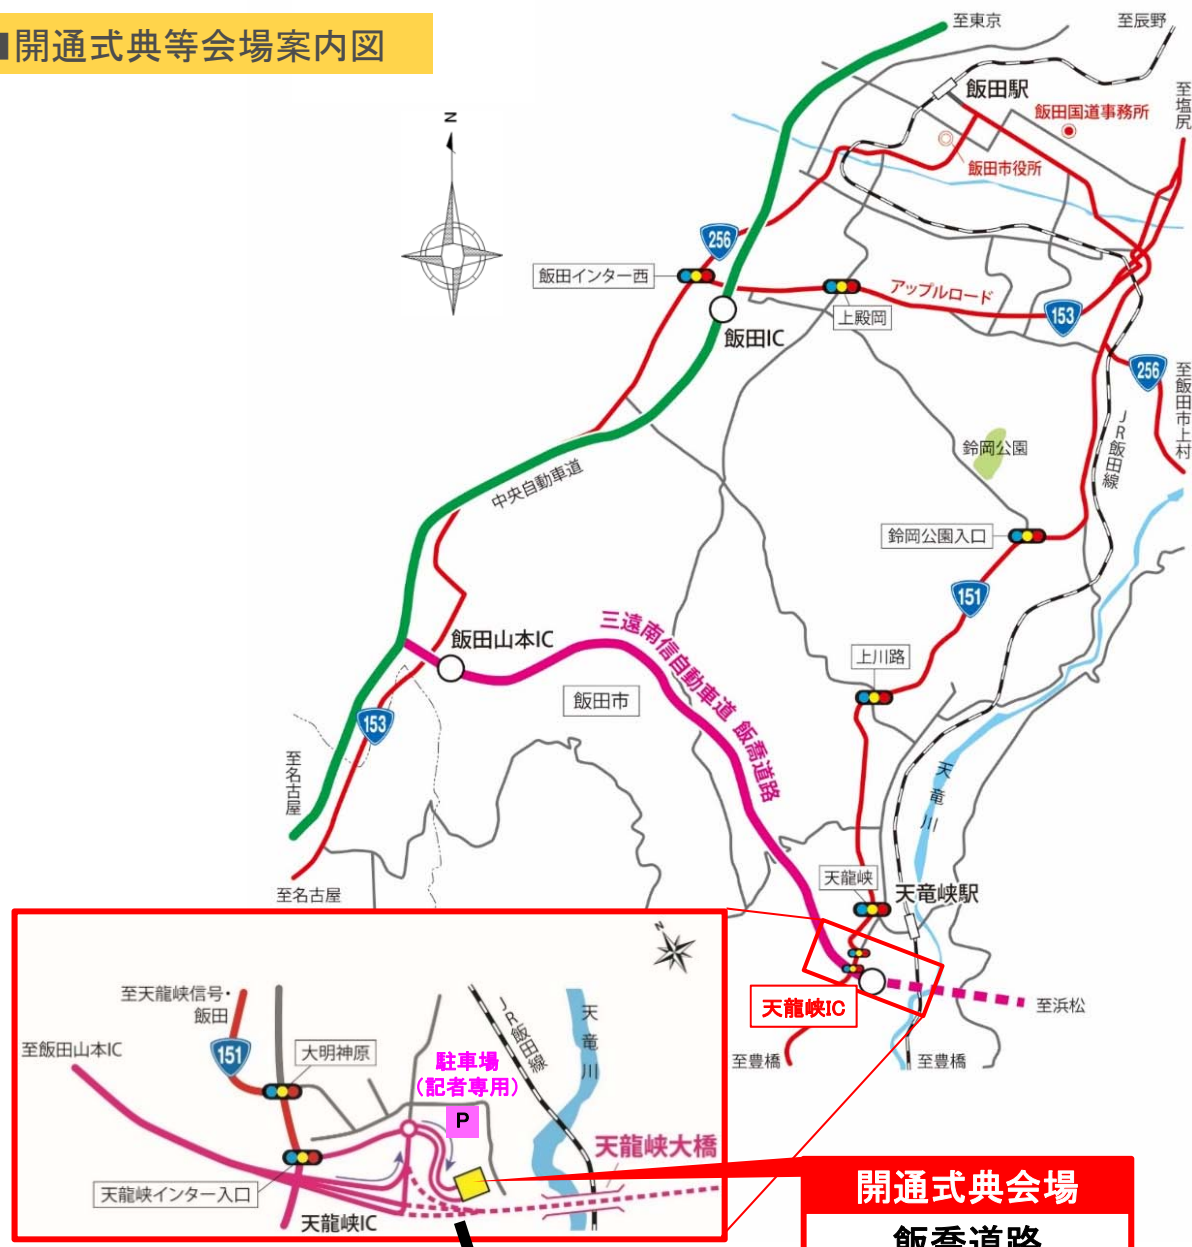 ■開通式典等会場案内図
至東京
至辰野
至塩尻
飯田駅
飯田国道事務所
飯田市役所
N
256
飯田インター西
アップルロード
上殿岡
153
飯田IC
256
至飯田市上村
JR飯田線
鈴岡公園
中央自動車道
鈴岡公園入口
151
飯田山本IC
三遠南信自動車道 飯喬道路
上川路
飯田市
153
至名古屋
天竜川
天龍峡
天竜峡駅
至名古屋
天龍峡IC
至浜松
至豊橋
至豊橋
N
至天龍峡信号・
飯田
至飯田山本IC
151
大明神原
JR飯田線
天竜川
駐車場
（記者専用）
P
天龍峡大橋
天龍峡インター入口
天龍峡IC
開通式典会場
飯喬道路